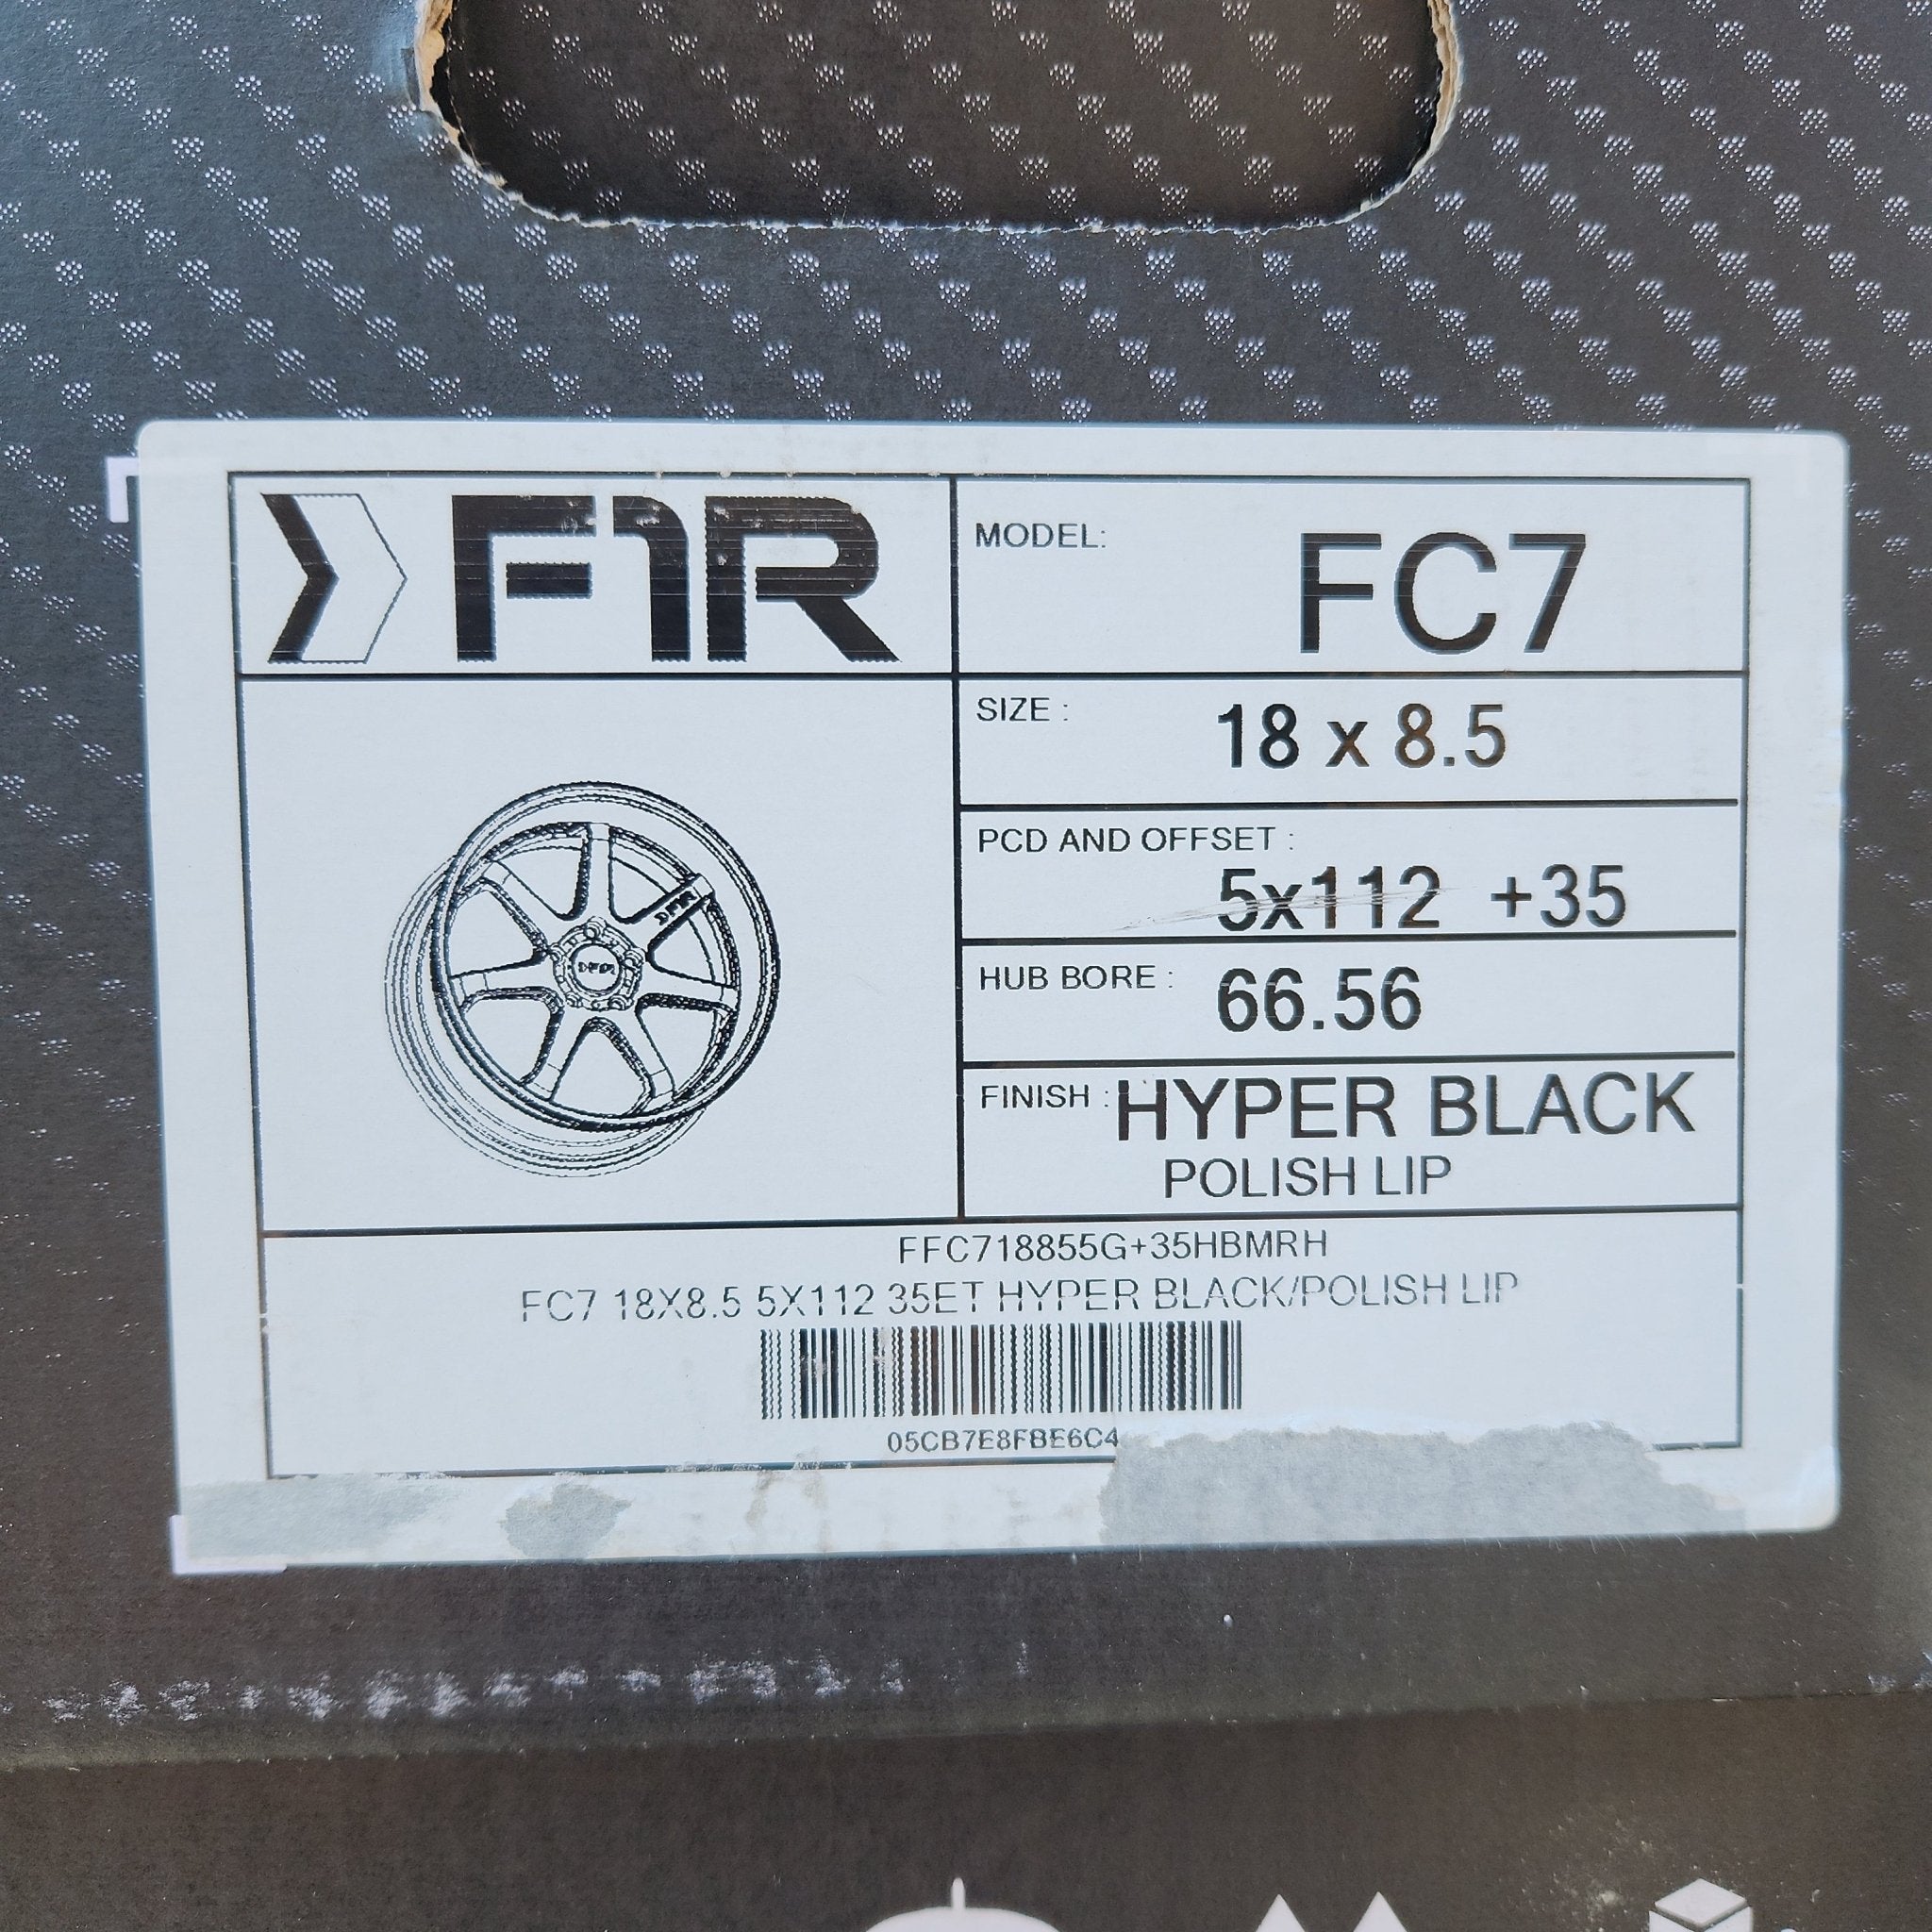 F1R
MODEL: FC7
SIZE : 18 x 8.5
PCD AND OFFSET :
5x112 +35
HUB BORE : 66.56
FINISH : HYPER BLACK
POLISH LIP
FFC718855G+35HBMRH
FC7 18X8.5 5X112 35ET HYPER BLACK/POLISH LIP
05CB7E8FBE6C4